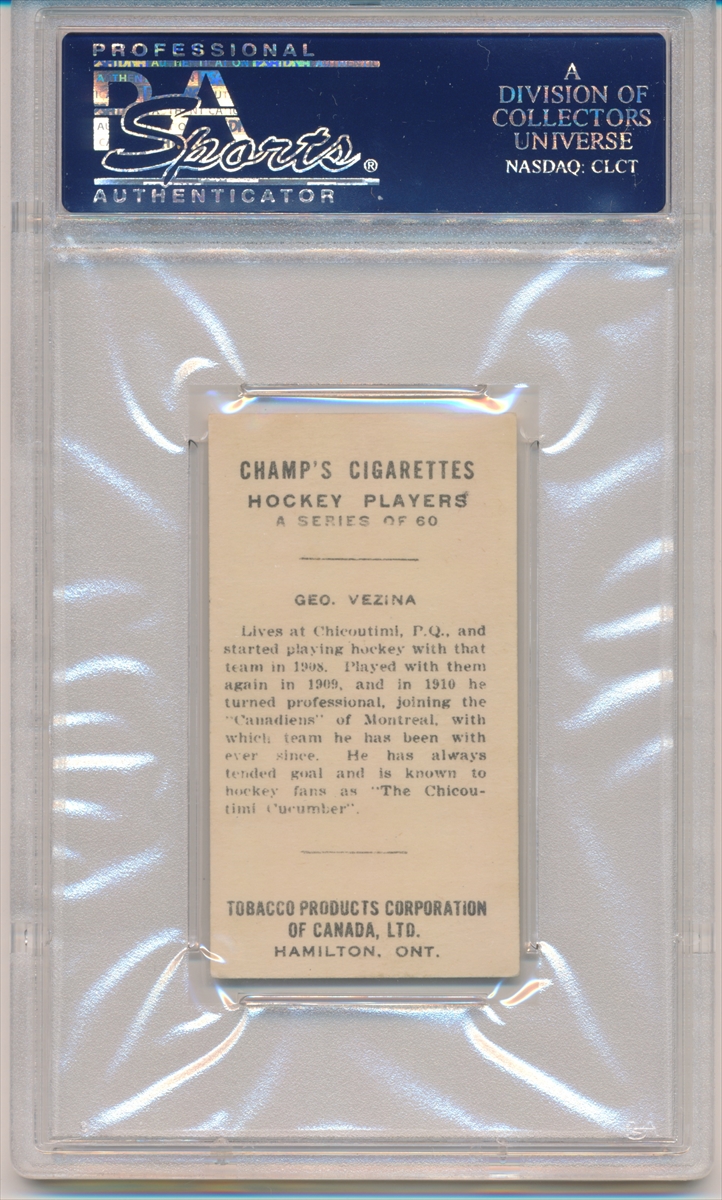 PROFESSIONAL
PSA
Sports®
AUTHENTICATOR
A
DIVISION OF
COLLECTORS
UNIVERSE
NASDAQ: CLCT
CHAMP'S CIGARETTES
HOCKEY PLAYERS
A SERIES OF 60
GEO. VEZINA
Lives at Chicoutimi, P.Q., and
started playing hockey with that
team in 1908. Played with them
again in 1909, and in 1910 he
turned professional, joining the
"Canadiens" of Montreal, with
which team he has been with
ever since. He has always
tended goal and is known to
hockey fans as "The Chicou-
timi Cucumber".
TOBACCO PRODUCTS CORPORATION
OF CANADA, LTD.
HAMILTON, ONT.